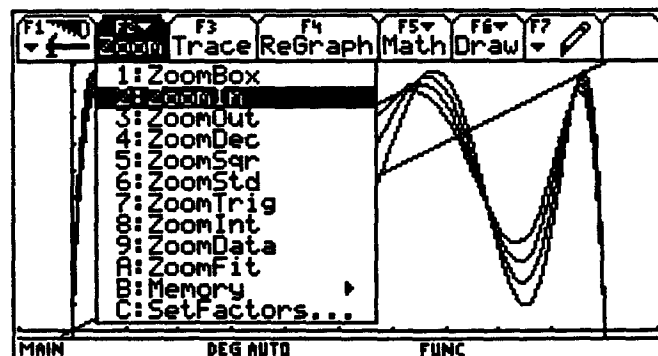 F1 F2 Zoom F3 Trace F4 ReGraph F5 Math F6 Draw F7
1:ZoomBox
2:ZoomIn
3:ZoomOut
4:ZoomDec
5:ZoomSqr
6:ZoomStd
7:ZoomTrig
8:ZoomInt
9:ZoomData
A:ZoomFit
B:Memory
C:SetFactors...
MAIN DEG AUTO FUNC